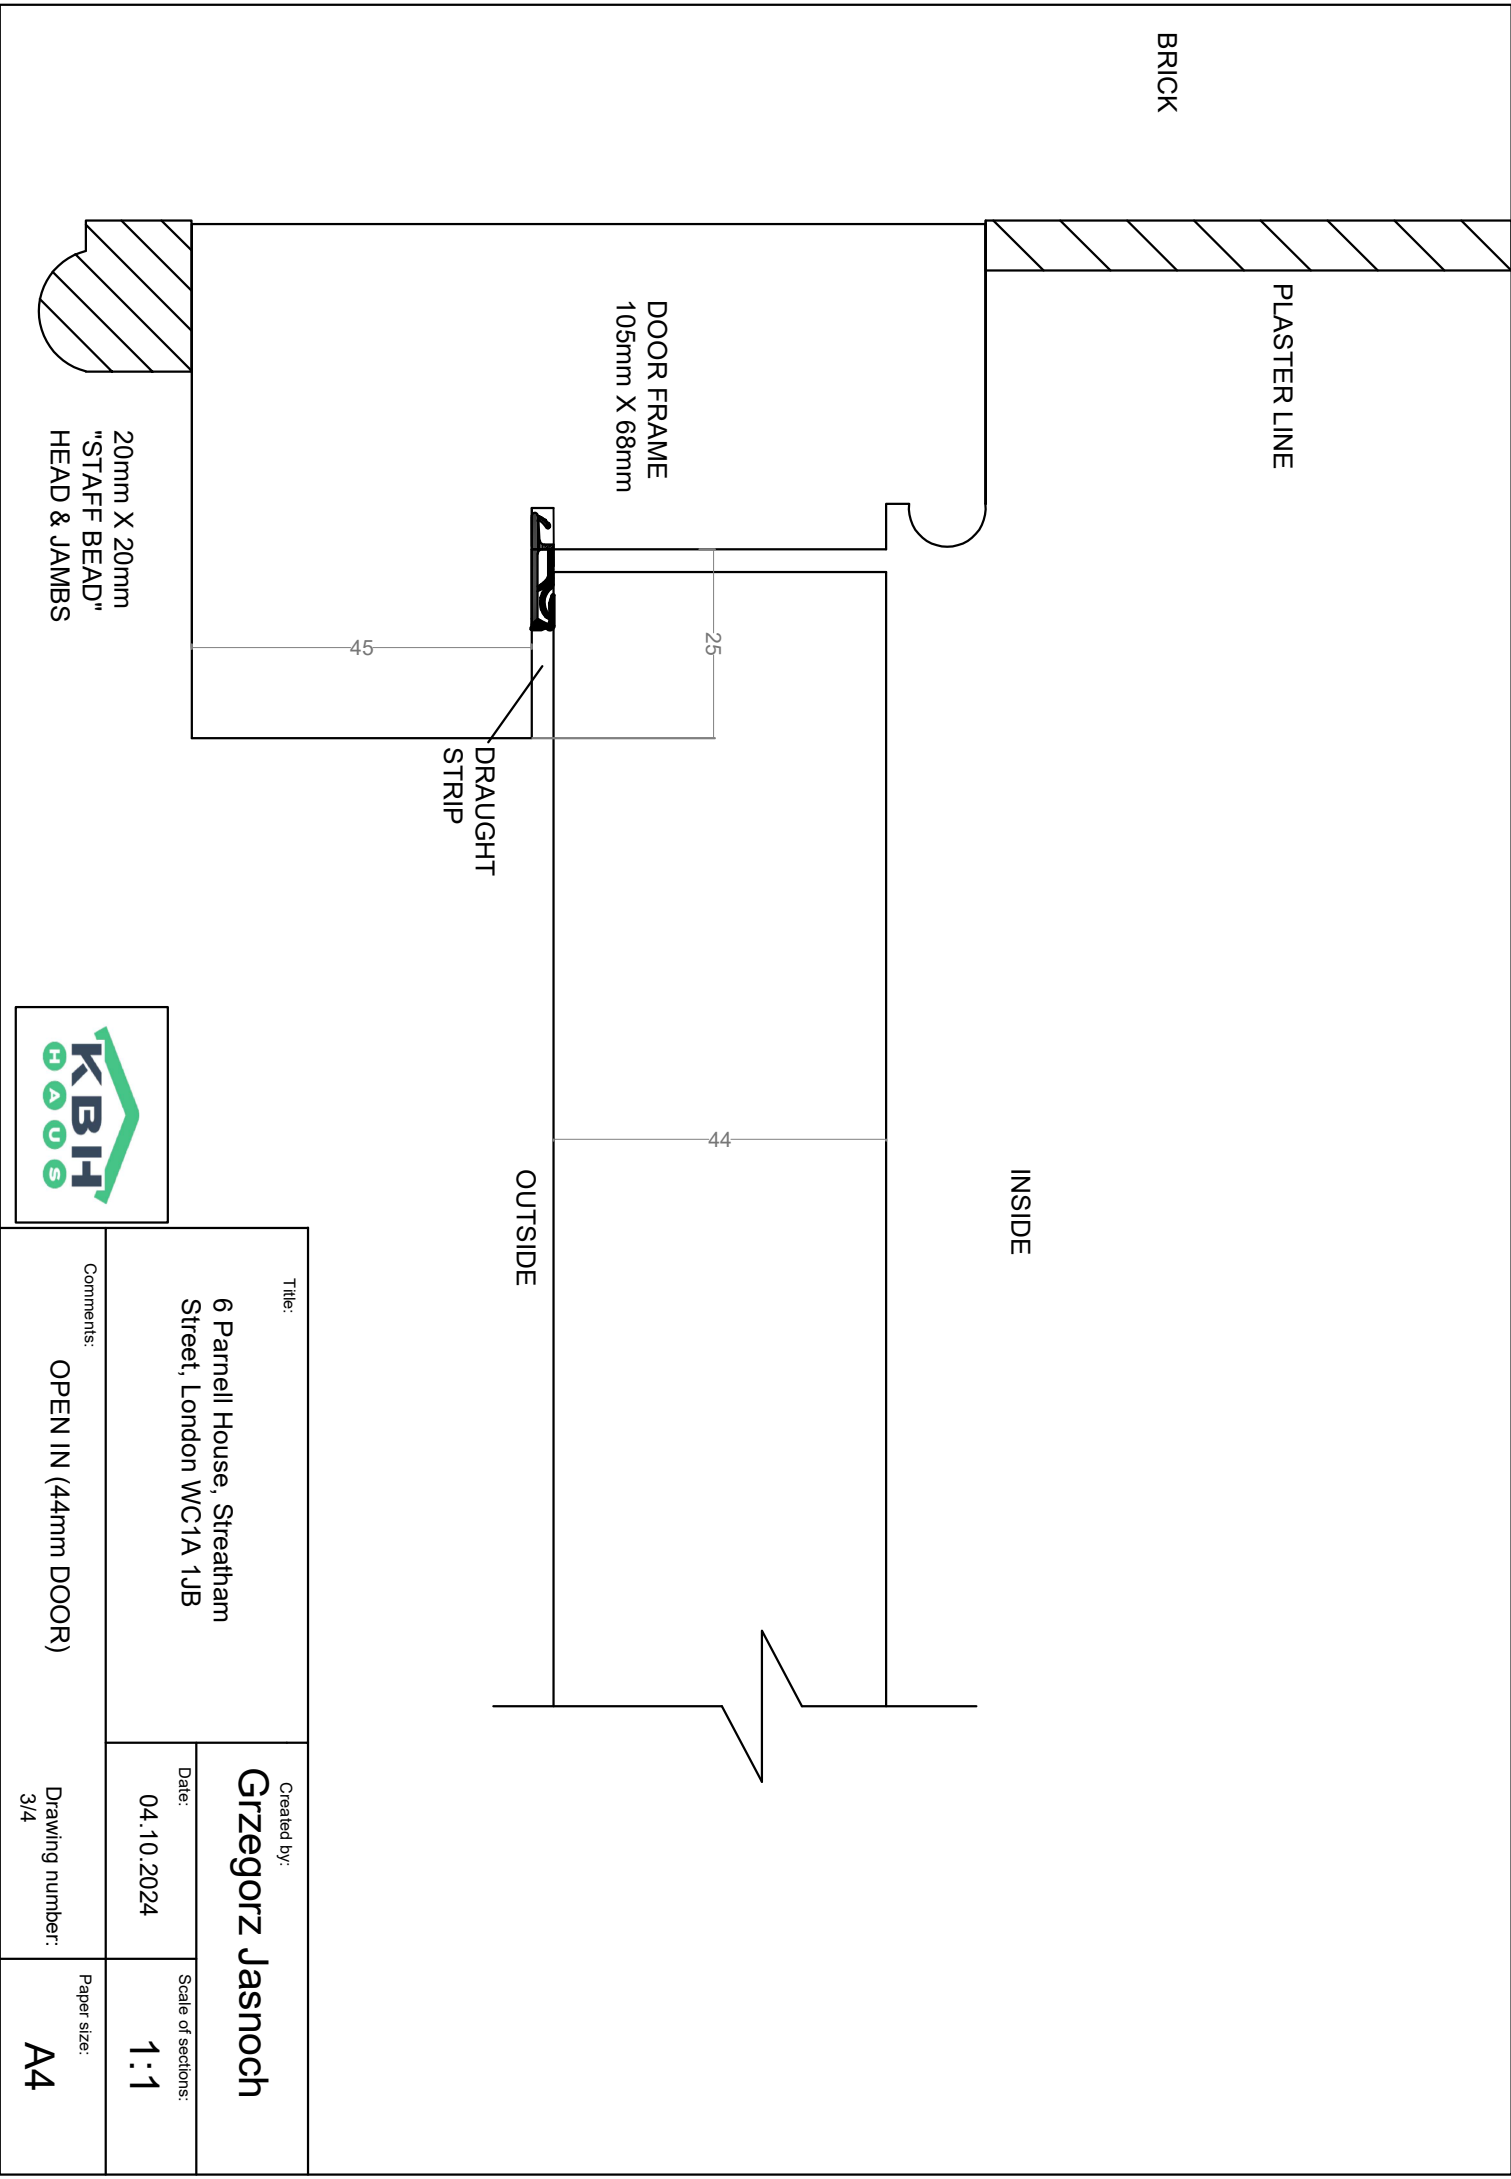 BRICK
PLASTER LINE
INSIDE
DOOR FRAME
105mm X 68mm
25
44
45
DRAUGHT
STRIP
OUTSIDE
20mm X 20mm
"STAFF BEAD"
HEAD & JAMBS
KBH
HAUS
Title:
6 Parnell House, Streatham
Street, London WC1A 1JB
Created by:
Grzegorz Jasnoch
Date:
04.10.2024
Scale of sections:
1:1
Comments:
OPEN IN (44mm DOOR)
Drawing number:
3/4
Paper size:
A4